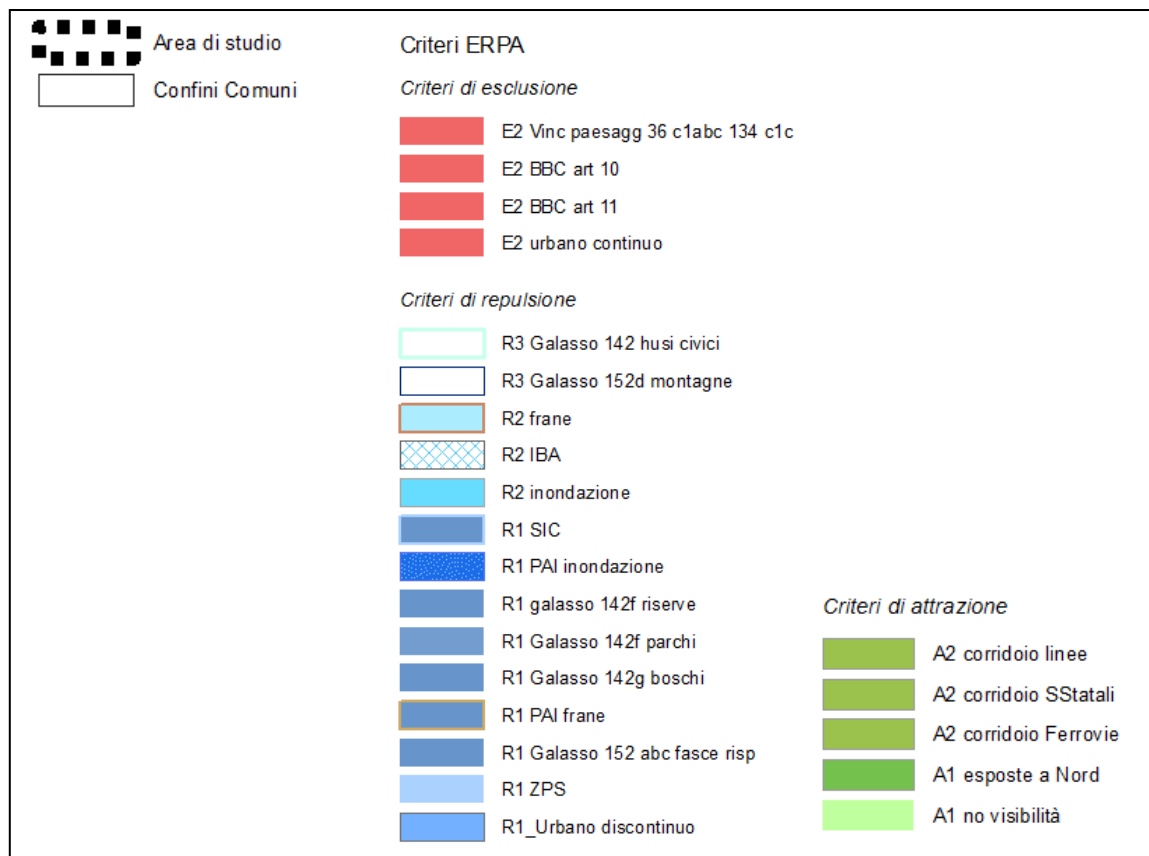 Area di studio
Confini Comuni
Criteri ERPA
Criteri di esclusione
E2 Vinc paesagg 36 c1abc 134 c1c
E2 BBC art 10
E2 BBC art 11
E2 urbano continuo
Criteri di repulsione
R3 Galasso 142 husi civici
R3 Galasso 152d montagne
R2 frane
R2 IBA
R2 inondazione
R1 SIC
R1 PAI inondazione
R1 galasso 142f riserve
R1 Galasso 142f parchi
R1 Galasso 142g boschi
R1 PAI frane
R1 Galasso 152 abc fasce risp
R1 ZPS
R1_Urbano discontinuo
Criteri di attrazione
A2 corridoio linee
A2 corridoio SStatali
A2 corridoio Ferrovie
A1 esposte a Nord
A1 no visibilità